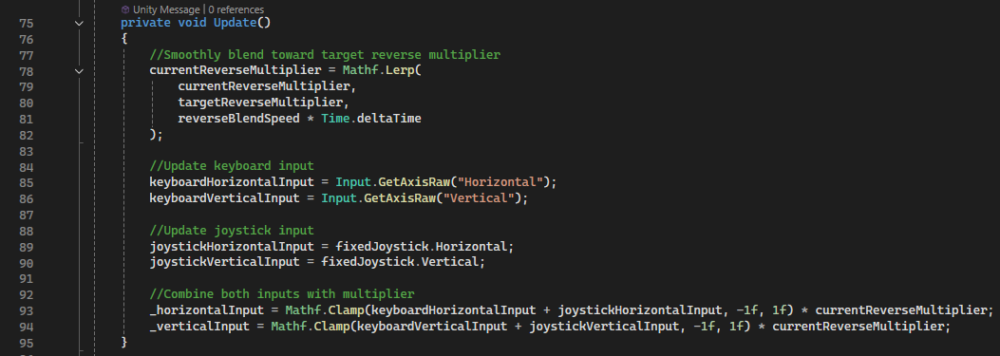 Unity Message | 0 references
75 private void Update()
76 {
77 //Smoothly blend toward target reverse multiplier
78 currentReverseMultiplier = Mathf.Lerp(
79 currentReverseMultiplier,
80 targetReverseMultiplier,
81 reverseBlendSpeed * Time.deltaTime
82 );
83
84 //Update keyboard input
85 keyboardHorizontalInput = Input.GetAxisRaw("Horizontal");
86 keyboardVerticalInput = Input.GetAxisRaw("Vertical");
87
88 //Update joystick input
89 joystickHorizontalInput = fixedJoystick.Horizontal;
90 joystickVerticalInput = fixedJoystick.Vertical;
91
92 //Combine both inputs with multiplier
93 _horizontalInput = Mathf.Clamp(keyboardHorizontalInput + joystickHorizontalInput, -1f, 1f) * currentReverseMultiplier;
94 _verticalInput = Mathf.Clamp(keyboardVerticalInput + joystickVerticalInput, -1f, 1f) * currentReverseMultiplier;
95 }